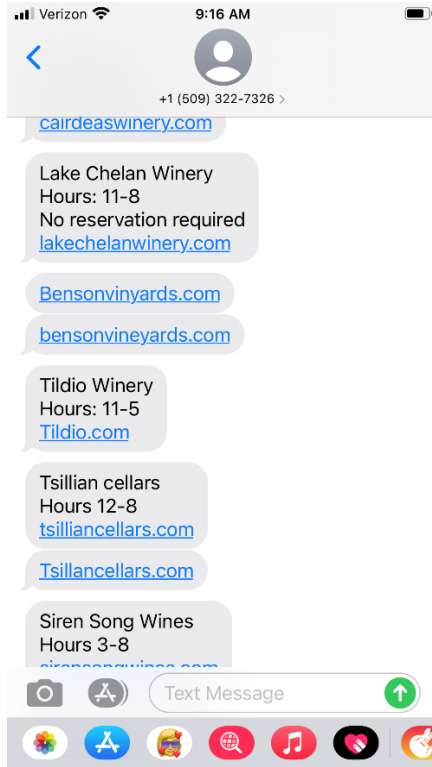 Verizon 9:16 AM
+1 (509) 322-7326 >
cairdeaswinery.com
Lake Chelan Winery
Hours: 11-8
No reservation required
lakechelanwinery.com
Bensonvinyards.com
bensonvineyards.com
Tildio Winery
Hours: 11-5
Tildio.com
Tsillian cellars
Hours 12-8
tsilliancellars.com
Tsillancellars.com
Siren Song Wines
Hours 3-8
sirensongwines.com
Text Message